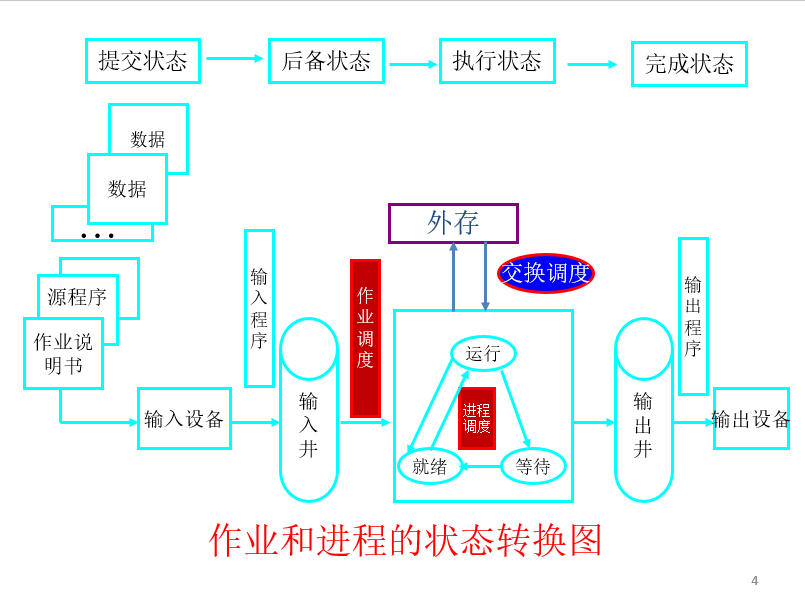 提交状态
后备状态
执行状态
完成状态
数据
数据
...
源程序
作业说
明书
输入设备
输
入
程
序
输
入
井
作
业
调
度
外存
交换调度
运行
进程
调度
就绪
等待
输
出
井
输
出
程
序
输出设备
作业和进程的状态转换图
4